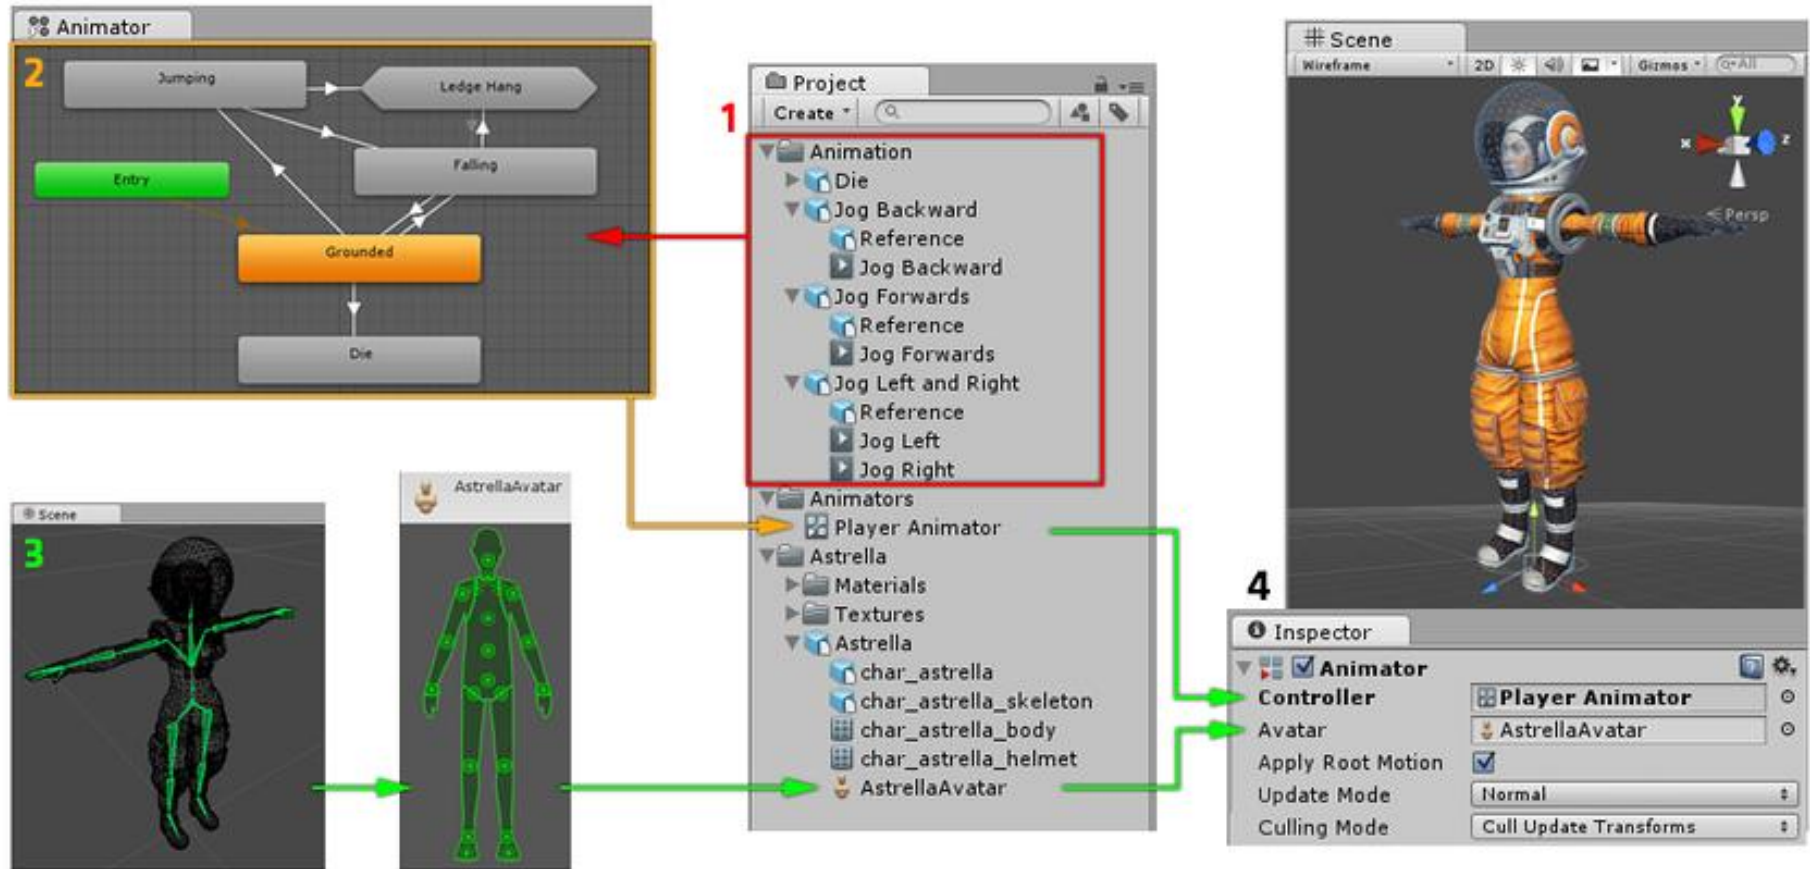 Animator
2
Jumping
Ledge Hang
Falling
Entry
Grounded
Die
3
Scene
AstrellaAvatar
1
Project
Create
Animation
Die
Jog Backward
Reference
Jog Backward
Jog Forwards
Reference
Jog Forwards
Jog Left and Right
Reference
Jog Left
Jog Right
Animators
Player Animator
Astrella
Materials
Textures
Astrella
char_astrella
char_astrella_skeleton
char_astrella_body
char_astrella_helmet
AstrellaAvatar
Scene
Wireframe 2D Gizmos All
y
x z
Persp
4
Inspector
Animator
Controller Player Animator
Avatar AstrellaAvatar
Apply Root Motion
Update Mode Normal
Culling Mode Cull Update Transforms